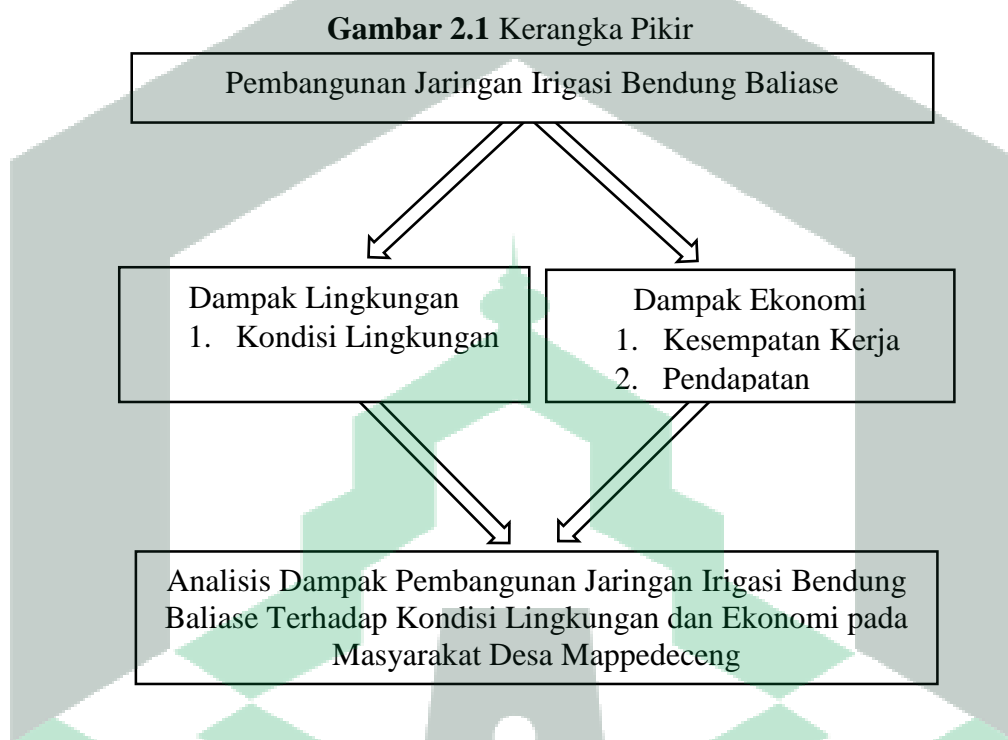 Gambar 2.1 Kerangka Pikir
Pembangunan Jaringan Irigasi Bendung Baliase
Dampak Lingkungan
1. Kondisi Lingkungan
Dampak Ekonomi
1. Kesempatan Kerja
2. Pendapatan
Analisis Dampak Pembangunan Jaringan Irigasi Bendung
Baliase Terhadap Kondisi Lingkungan dan Ekonomi pada
Masyarakat Desa Mappedeceng